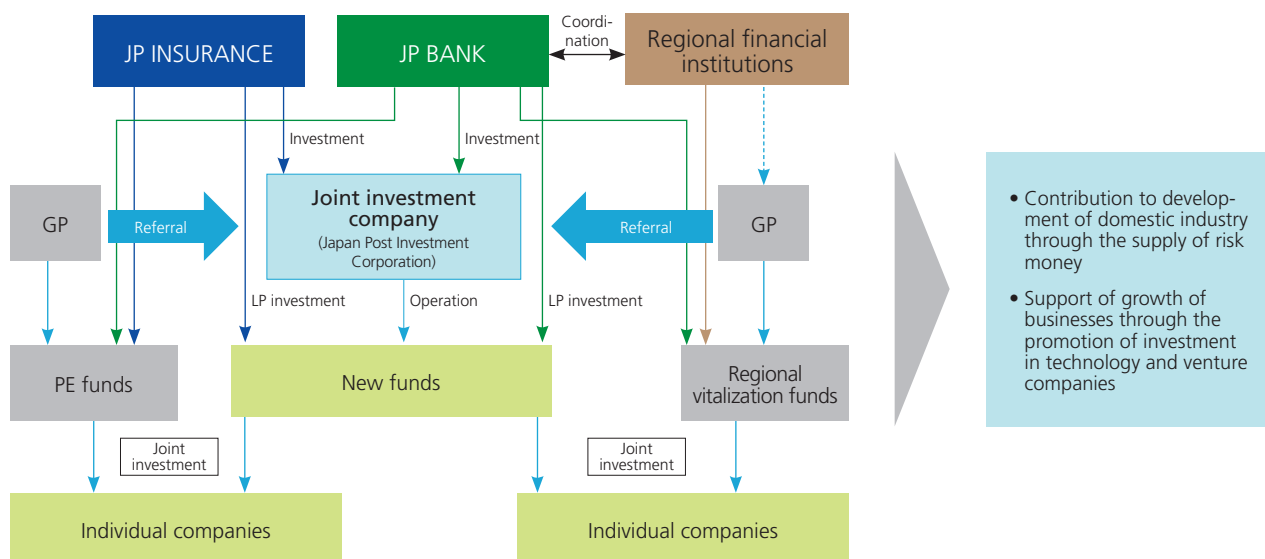 JP INSURANCE
JP BANK
Coordi-
nation
Regional financial
institutions
Investment
Investment
GP
Referral
Joint investment
company
(Japan Post Investment
Corporation)
Referral
GP
LP investment
Operation
LP investment
PE funds
New funds
Regional
vitalization funds
Joint
investment
Joint
investment
Individual companies
Individual companies
• Contribution to develop-
ment of domestic industry
through the supply of risk
money
• Support of growth of
businesses through the
promotion of investment
in technology and venture
companies